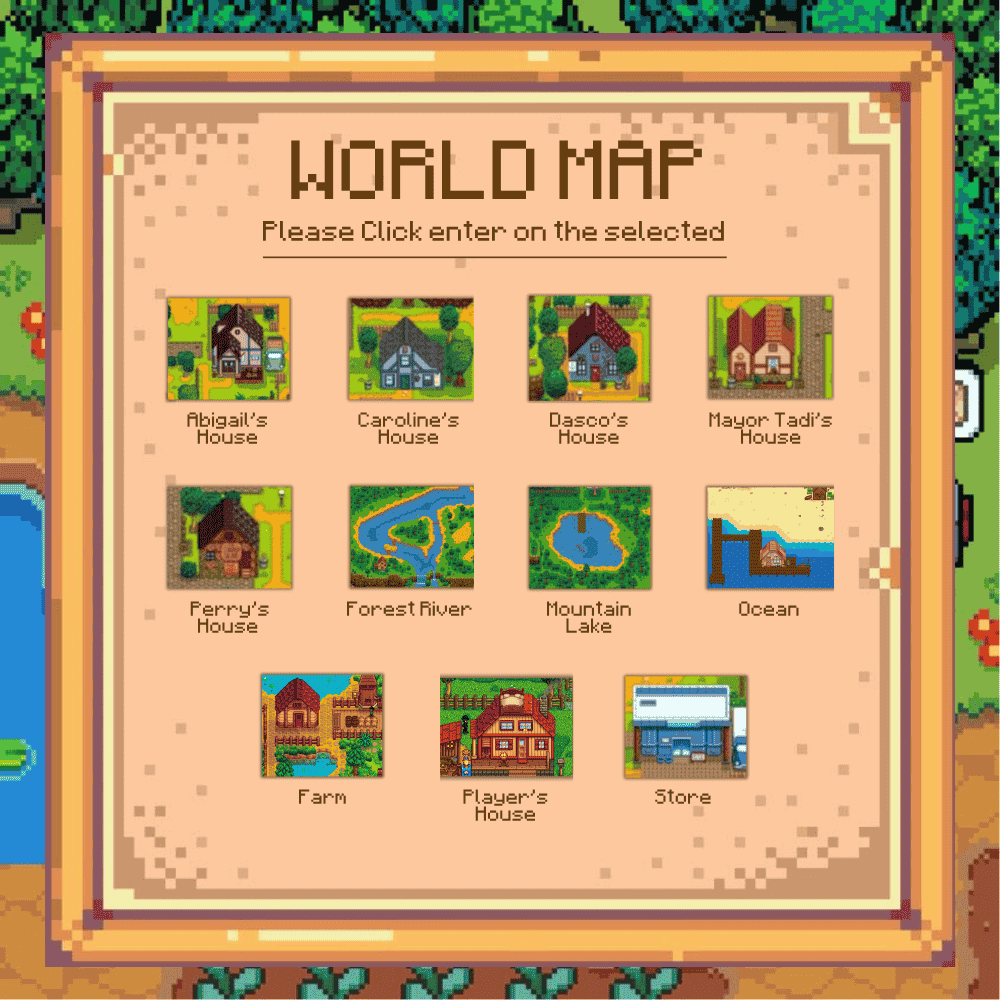 WORLD MAP
Please Click enter on the selected
Abigail's
House
Caroline's
House
Dasco's
House
Mayor Tadi's
House
Perry's
House
Forest River
Mountain
Lake
Ocean
Farm
Player's
House
Store